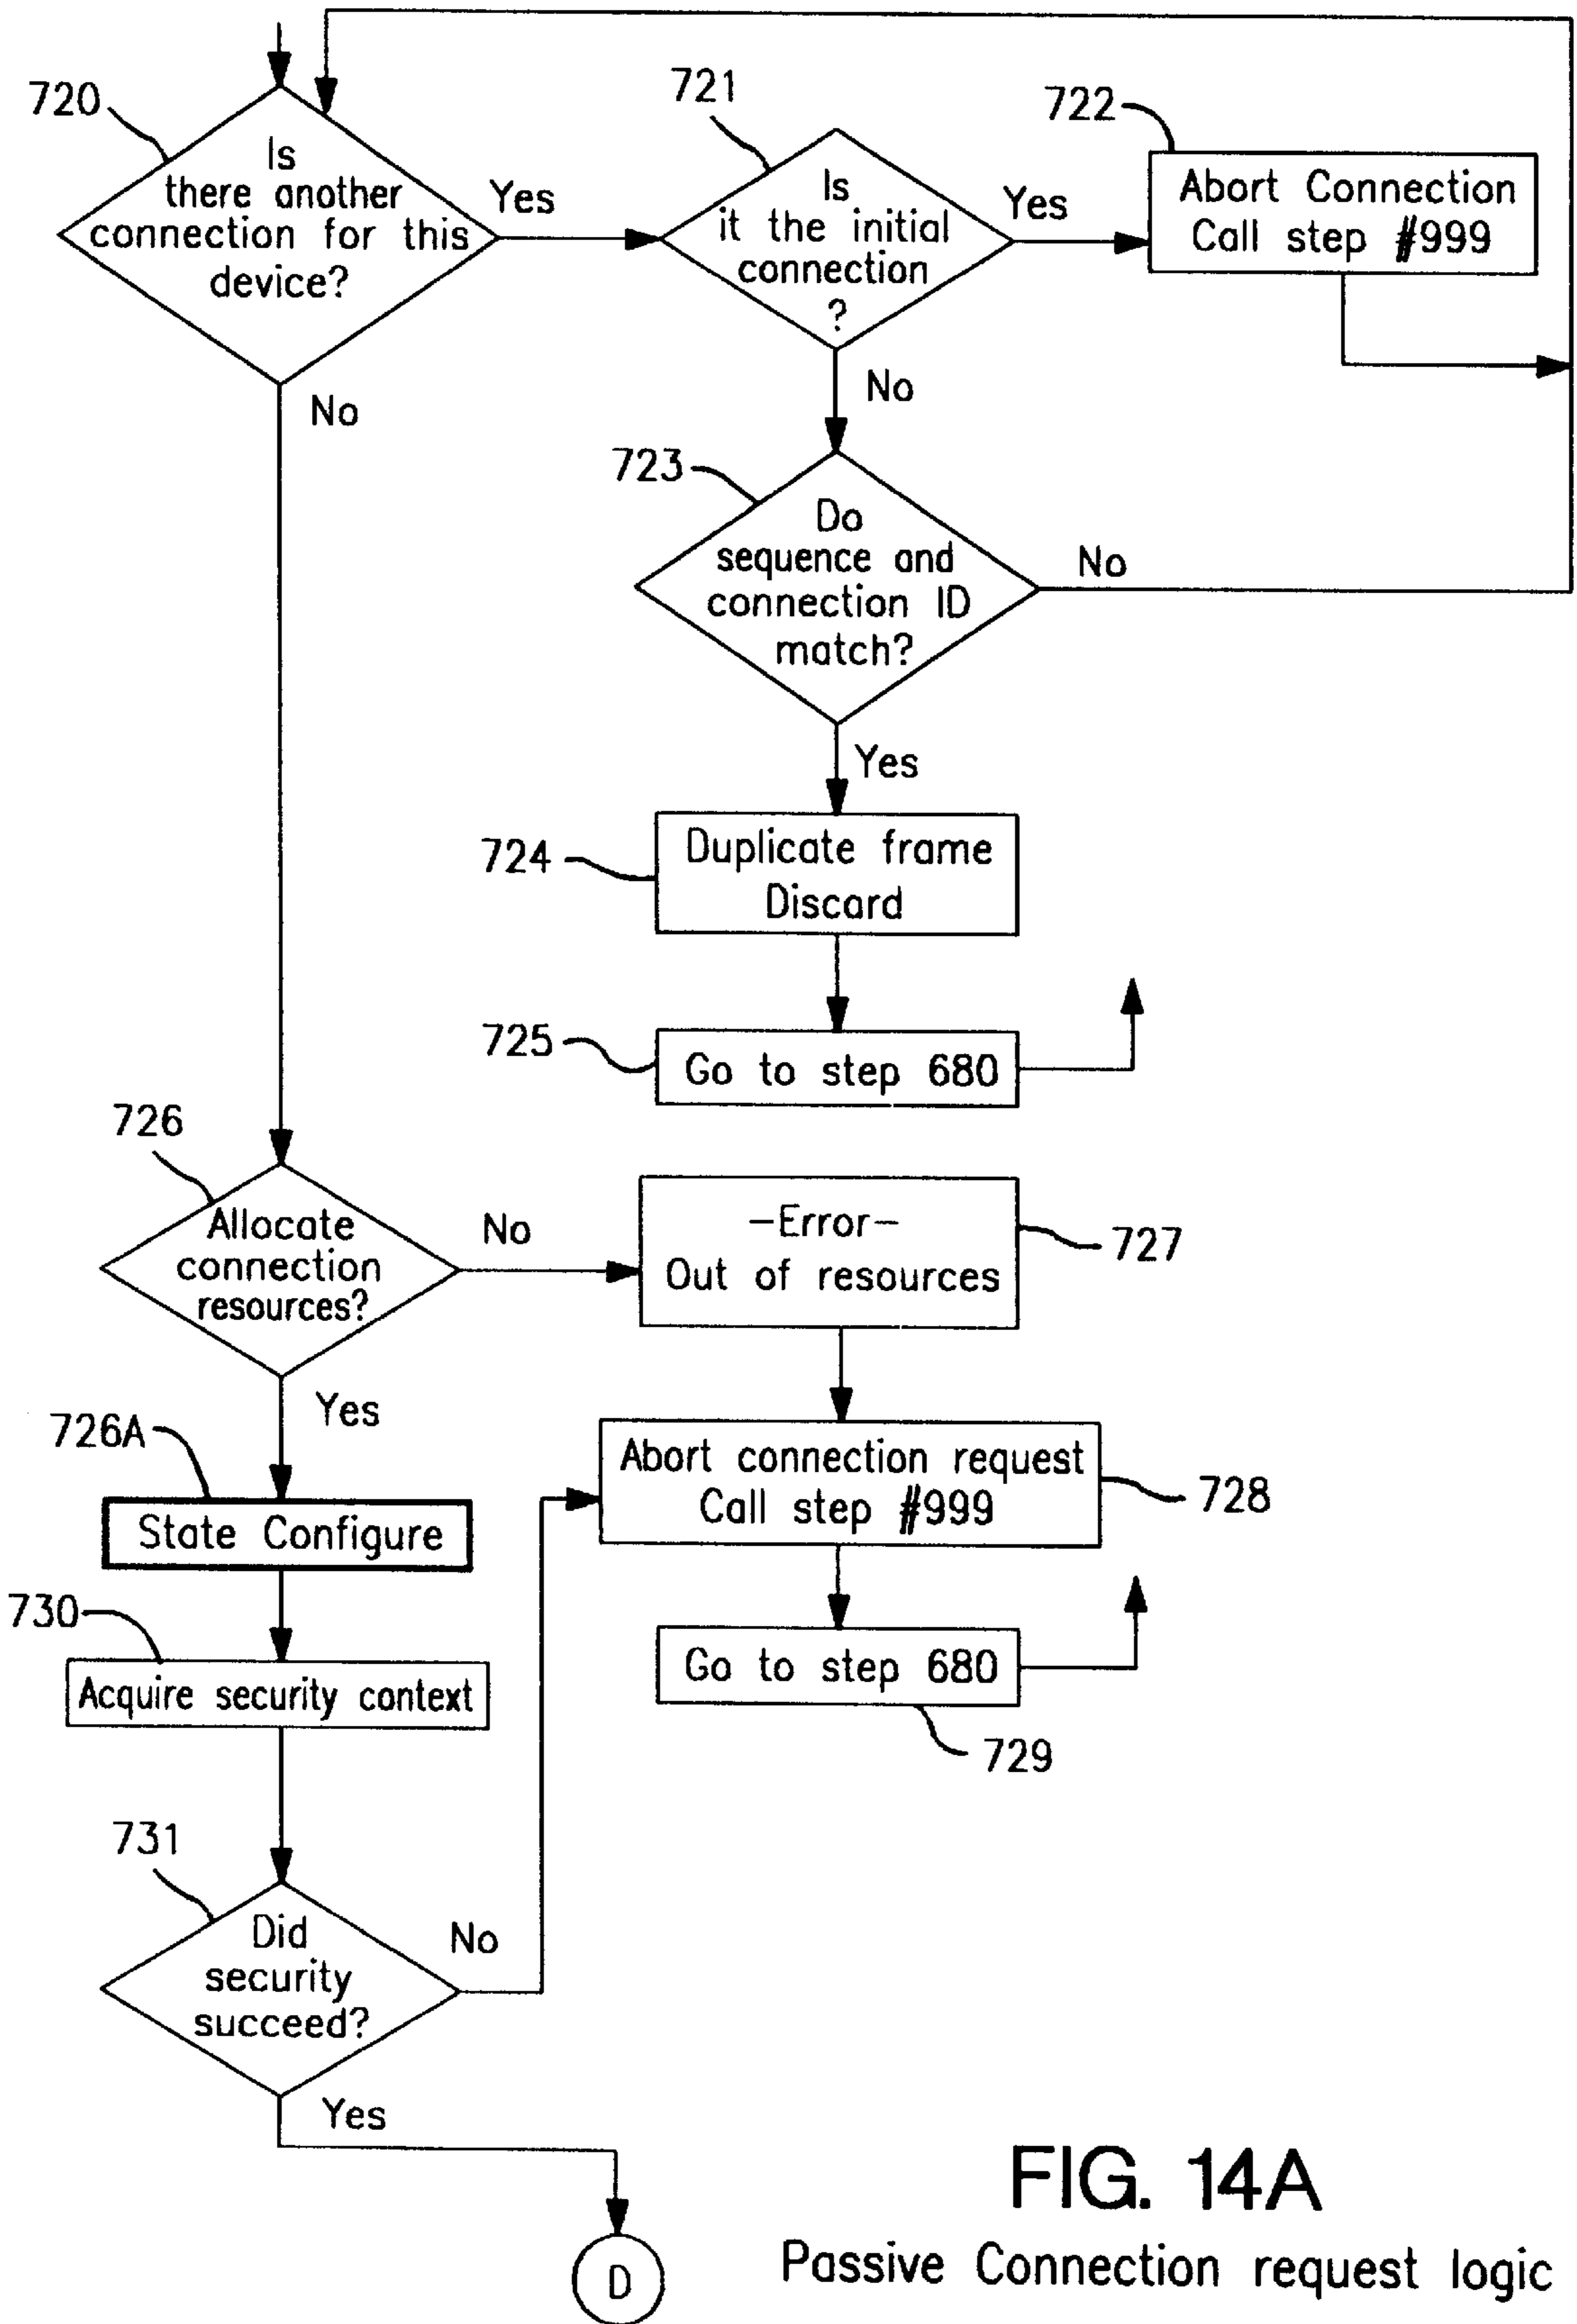 720
Is
there another
connection for this
device?
Yes
No
721
Is
it the initial
connection
?
Yes
No
722
Abort Connection
Call step #999
723
Do
sequence and
connection ID
match?
No
Yes
724
Duplicate frame
Discard
725
Go to step 680
726
Allocate
connection
resources?
No
Yes
-Error-
Out of resources
727
726A
State Configure
Abort connection request
Call step #999
728
730
Acquire security context
Go to step 680
729
731
Did
security
succeed?
No
Yes
D
FIG. 14A
Passive Connection request logic